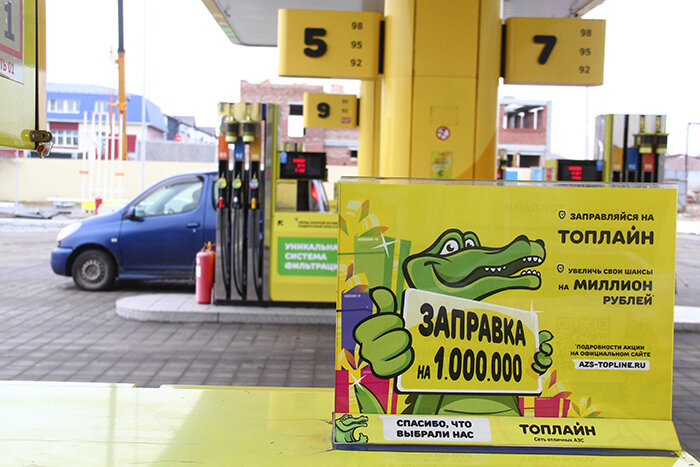 1
5
98
95
92
7
98
95
92
9
УНИКАЛЬНАЯ
СИСТЕМА
ФИЛЬТРАЦИИ
ЗАПРАВЛЯЙСЯ НА
ТОПЛАЙН
УВЕЛИЧЬ СВОИ ШАНСЫ
НА МИЛЛИОН
РУБЛЕЙ*
*ПОДРОБНОСТИ АКЦИИ
НА ОФИЦИАЛЬНОМ САЙТЕ
AZS-TOPLINE.RU
ЗАПРАВКА
НА 1.000.000
СПАСИБО, ЧТО
ВЫБРАЛИ НАС
ТОПЛАЙН
Сеть отличных АЗС